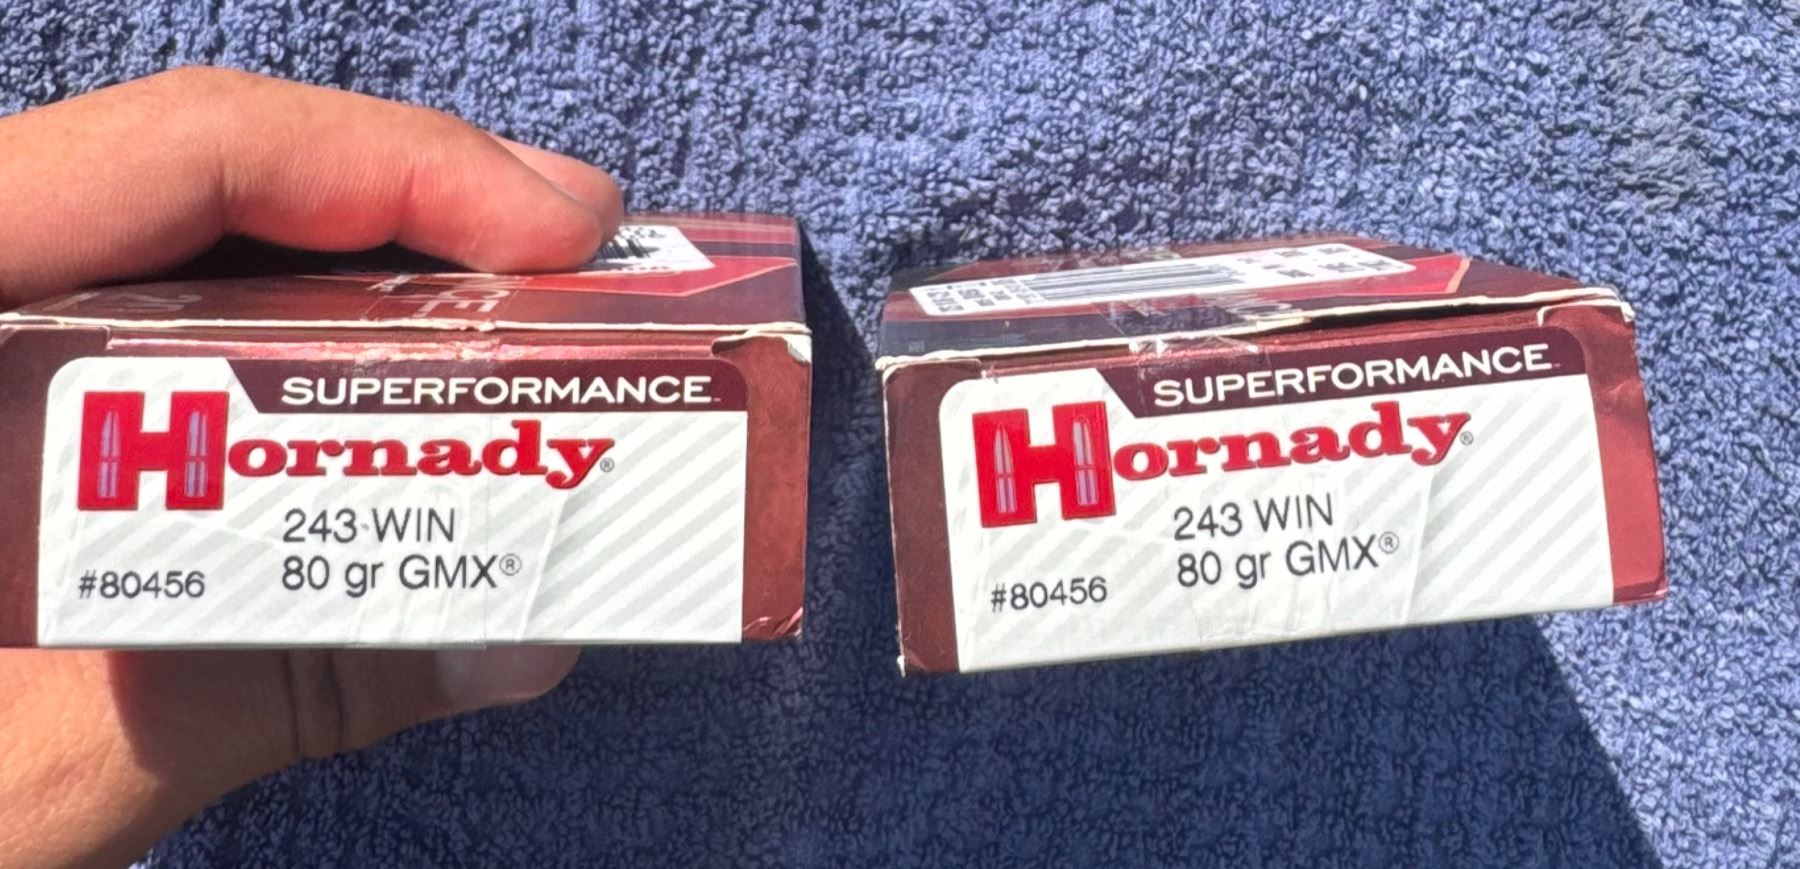 SUPERFORMANCE
Hornady®
243 WIN
80 gr GMX®
#80456
SUPERFORMANCE
Hornady®
243 WIN
80 gr GMX®
#80456